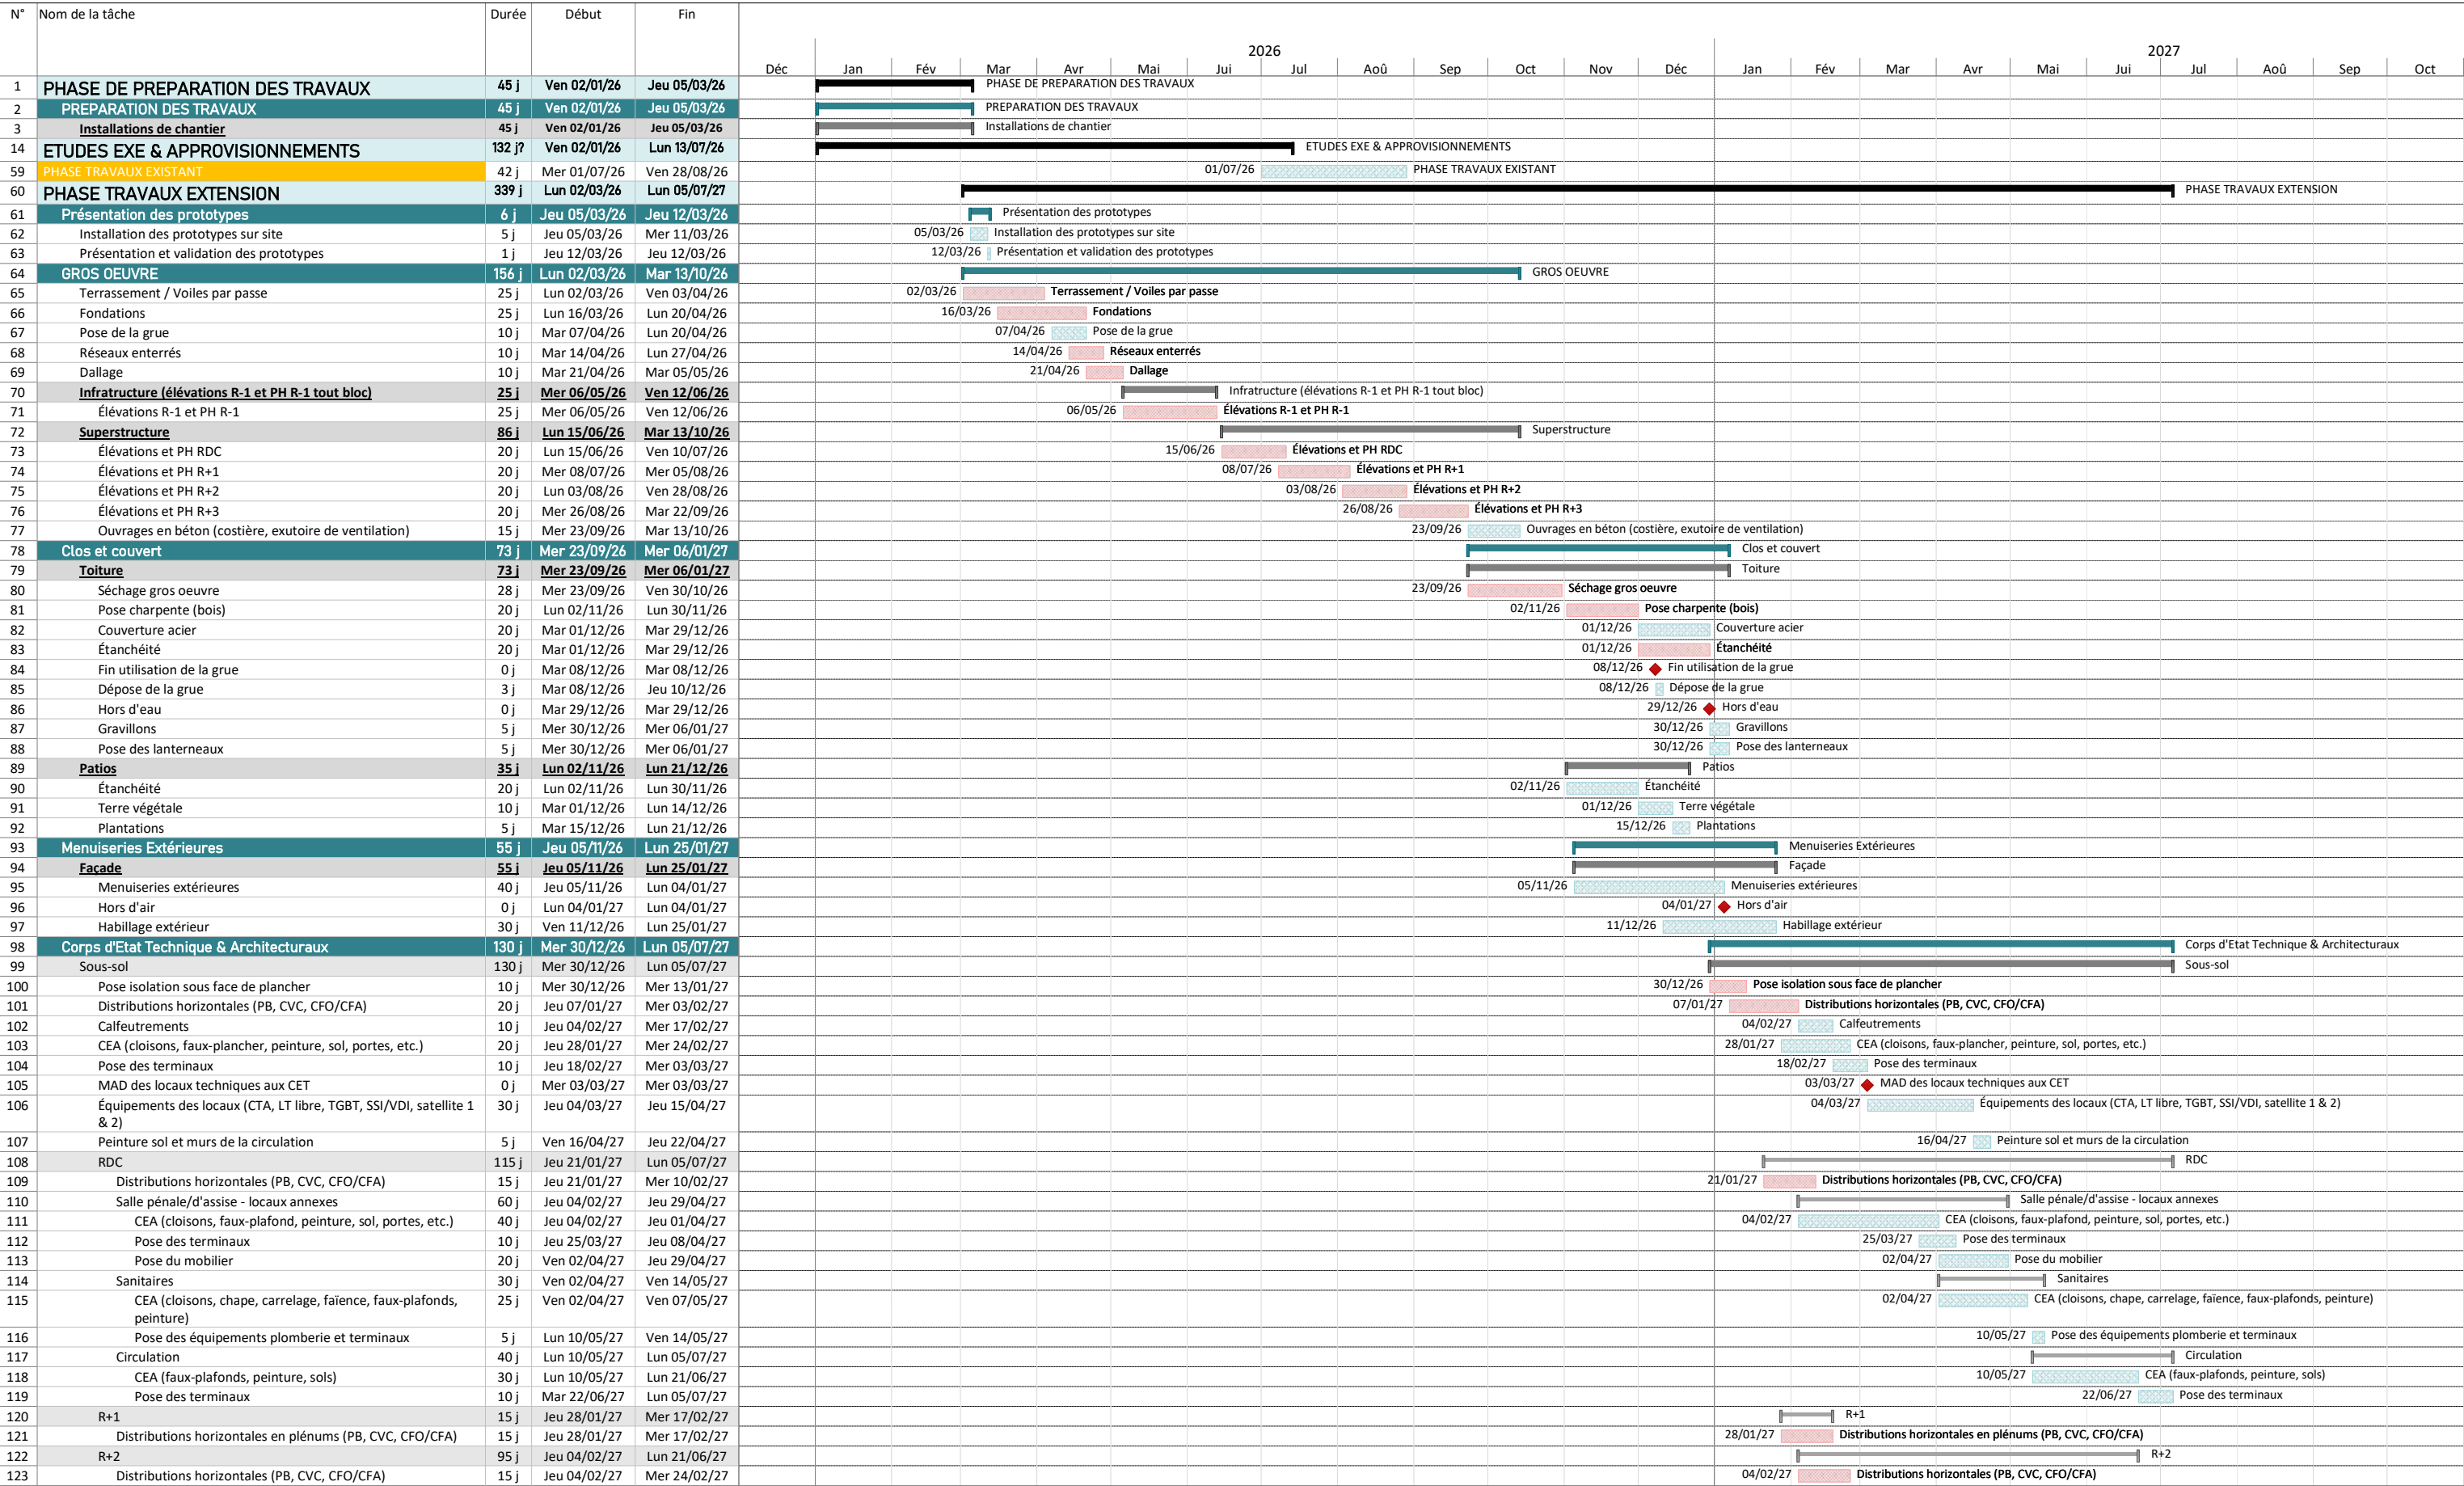 N° Nom de la tâche Durée Début Fin
2026 2027
Déc Jan Fév Mar Avr Mai Jui Jul Aoû Sep Oct Nov Déc Jan Fév Mar Avr Mai Jui Jul Aoû Sep Oct
1 PHASE DE PREPARATION DES TRAVAUX 45 j Ven 02/01/26 Jeu 05/03/26 PHASE DE PREPARATION DES TRAVAUX
2 PREPARATION DES TRAVAUX 45 j Ven 02/01/26 Jeu 05/03/26 PREPARATION DES TRAVAUX
3 Installations de chantier 45 j Ven 02/01/26 Jeu 05/03/26 Installations de chantier
14 ETUDES EXE & APPROVISIONNEMENTS 132 j? Ven 02/01/26 Lun 13/07/26 ETUDES EXE & APPROVISIONNEMENTS
59 PHASE TRAVAUX EXISTANT 42 j Mer 01/07/26 Ven 28/08/26 01/07/26 PHASE TRAVAUX EXISTANT
60 PHASE TRAVAUX EXTENSION 339 j Lun 02/03/26 Lun 05/07/27 PHASE TRAVAUX EXTENSION
61 Présentation des prototypes 6 j Jeu 05/03/26 Jeu 12/03/26 Présentation des prototypes
62 Installation des prototypes sur site 5 j Jeu 05/03/26 Mer 11/03/26 05/03/26 Installation des prototypes sur site
63 Présentation et validation des prototypes 1 j Jeu 12/03/26 Jeu 12/03/26 12/03/26 Présentation et validation des prototypes
64 GROS OEUVRE 156 j Lun 02/03/26 Mar 13/10/26 GROS OEUVRE
65 Terrassement / Voiles par passe 25 j Lun 02/03/26 Ven 03/04/26 02/03/26 Terrassement / Voiles par passe
66 Fondations 25 j Lun 16/03/26 Lun 20/04/26 16/03/26 Fondations
67 Pose de la grue 10 j Mar 07/04/26 Lun 20/04/26 07/04/26 Pose de la grue
68 Réseaux enterrés 10 j Mar 14/04/26 Lun 27/04/26 14/04/26 Réseaux enterrés
69 Dallage 10 j Mar 21/04/26 Mar 05/05/26 21/04/26 Dallage
70 Infrastructure (élévations R-1 et PH R-1 tout bloc) 25 j Mer 06/05/26 Ven 12/06/26 Infratructure (élévations R-1 et PH R-1 tout bloc)
71 Élévations R-1 et PH R-1 25 j Mer 06/05/26 Ven 12/06/26 06/05/26 Élévations R-1 et PH R-1
72 Superstructure 86 j Lun 15/06/26 Mar 13/10/26 Superstructure
73 Élévations et PH RDC 20 j Lun 15/06/26 Ven 10/07/26 15/06/26 Élévations et PH RDC
74 Élévations et PH R+1 20 j Mer 08/07/26 Mer 05/08/26 08/07/26 Élévations et PH R+1
75 Élévations et PH R+2 20 j Lun 03/08/26 Ven 28/08/26 03/08/26 Élévations et PH R+2
76 Élévations et PH R+3 20 j Mer 26/08/26 Mar 22/09/26 26/08/26 Élévations et PH R+3
77 Ouvrages en béton (costière, exutoire de ventilation) 15 j Mer 23/09/26 Mar 13/10/26 23/09/26 Ouvrages en béton (costière, exutoire de ventilation)
78 Clos et couvert 73 j Mer 23/09/26 Mer 06/01/27 Clos et couvert
79 Toiture 73 j Mer 23/09/26 Mer 06/01/27 Toiture
80 Séchage gros oeuvre 28 j Mer 23/09/26 Ven 30/10/26 23/09/26 Séchage gros oeuvre
81 Pose charpente (bois) 20 j Lun 02/11/26 Lun 30/11/26 02/11/26 Pose charpente (bois)
82 Couverture acier 20 j Mar 01/12/26 Mar 29/12/26 01/12/26 Couverture acier
83 Étanchéité 20 j Mar 01/12/26 Mar 29/12/26 01/12/26 Étanchéité
84 Fin utilisation de la grue 0 j Mar 08/12/26 Mar 08/12/26 08/12/26 Fin utilisation de la grue
85 Dépose de la grue 3 j Mar 08/12/26 Jeu 10/12/26 08/12/26 Dépose de la grue
86 Hors d'eau 0 j Mar 29/12/26 Mar 29/12/26 29/12/26 Hors d'eau
87 Gravillons 5 j Mer 30/12/26 Mer 06/01/27 30/12/26 Gravillons
88 Pose des lanterneaux 5 j Mer 30/12/26 Mer 06/01/27 30/12/26 Pose des lanterneaux
89 Patios 35 j Lun 02/11/26 Lun 21/12/26 Patios
90 Étanchéité 20 j Lun 02/11/26 Lun 30/11/26 02/11/26 Étanchéité
91 Terre végétale 10 j Mar 01/12/26 Lun 14/12/26 01/12/26 Terre végétale
92 Plantations 5 j Mar 15/12/26 Lun 21/12/26 15/12/26 Plantations
93 Menuiseries Extérieures 55 j Jeu 05/11/26 Lun 25/01/27 Menuiseries Extérieures
94 Façade 55 j Jeu 05/11/26 Lun 25/01/27 Façade
95 Menuiseries extérieures 40 j Jeu 05/11/26 Lun 04/01/27 05/11/26 Menuiseries extérieures
96 Hors d'air 0 j Lun 04/01/27 Lun 04/01/27 04/01/27 Hors d'air
97 Habillage extérieur 30 j Ven 11/12/26 Lun 25/01/27 11/12/26 Habillage extérieur
98 Corps d'Etat Technique & Architecturaux 130 j Mer 30/12/26 Lun 05/07/27 Corps d'Etat Technique & Architecturaux
99 Sous-sol 130 j Mer 30/12/26 Lun 05/07/27 Sous-sol
100 Pose isolation sous face de plancher 10 j Mer 30/12/26 Mer 13/01/27 30/12/26 Pose isolation sous face de plancher
101 Distributions horizontales (PB, CVC, CFO/CFA) 20 j Jeu 07/01/27 Mer 03/02/27 07/01/27 Distributions horizontales (PB, CVC, CFO/CFA)
102 Calfeutrements 10 j Jeu 04/02/27 Mer 17/02/27 04/02/27 Calfeutrements
103 CEA (cloisons, faux-plancher, peinture, sol, portes, etc.) 20 j Jeu 28/01/27 Mer 24/02/27 28/01/27 CEA (cloisons, faux-plancher, peinture, sol, portes, etc.)
104 Pose des terminaux 10 j Jeu 18/02/27 Mer 03/03/27 18/02/27 Pose des terminaux
105 MAD des locaux techniques aux CET 0 j Mer 03/03/27 Mer 03/03/27 03/03/27 MAD des locaux techniques aux CET
106 Équipements des locaux (CTA, LT libre, TGBT, SSI/VDI, satellite 1 30 j Jeu 04/03/27 Jeu 15/04/27 04/03/27 Équipements des locaux (CTA, LT libre, TGBT, SSI/VDI, satellite 1 & 2)
& 2)
107 Peinture sol et murs de la circulation 5 j Ven 16/04/27 Jeu 22/04/27 16/04/27 Peinture sol et murs de la circulation
108 RDC 115 j Jeu 21/01/27 Lun 05/07/27 RDC
109 Distributions horizontales (PB, CVC, CFO/CFA) 15 j Jeu 21/01/27 Mer 10/02/27 21/01/27 Distributions horizontales (PB, CVC, CFO/CFA)
110 Salle pénale/d'assise - locaux annexes 60 j Jeu 04/02/27 Jeu 29/04/27 Salle pénale/d'assise - locaux annexes
111 CEA (cloisons, faux-plafond, peinture, sol, portes, etc.) 40 j Jeu 04/02/27 Jeu 01/04/27 04/02/27 CEA (cloisons, faux-plafond, peinture, sol, portes, etc.)
112 Pose des terminaux 10 j Jeu 25/03/27 Jeu 08/04/27 25/03/27 Pose des terminaux
113 Pose du mobilier 20 j Ven 02/04/27 Jeu 29/04/27 02/04/27 Pose du mobilier
114 Sanitaires 30 j Ven 02/04/27 Ven 14/05/27 Sanitaires
115 CEA (cloisons, chape, carrelage, faïence, faux-plafonds, 25 j Ven 02/04/27 Ven 07/05/27 02/04/27 CEA (cloisons, chape, carrelage, faïence, faux-plafonds, peinture)
peinture)
116 Pose des équipements plomberie et terminaux 5 j Lun 10/05/27 Ven 14/05/27 10/05/27 Pose des équipements plomberie et terminaux
117 Circulation 40 j Lun 10/05/27 Lun 05/07/27 Circulation
118 CEA (faux-plafonds, peinture, sols) 30 j Lun 10/05/27 Lun 21/06/27 10/05/27 CEA (faux-plafonds, peinture, sols)
119 Pose des terminaux 10 j Mar 22/06/27 Lun 05/07/27 22/06/27 Pose des terminaux
120 R+1 15 j Jeu 28/01/27 Mer 17/02/27 R+1
121 Distributions horizontales en plénums (PB, CVC, CFO/CFA) 15 j Jeu 28/01/27 Mer 17/02/27 28/01/27 Distributions horizontales en plénums (PB, CVC, CFO/CFA)
122 R+2 95 j Jeu 04/02/27 Lun 21/06/27 R+2
123 Distributions horizontales (PB, CVC, CFO/CFA) 15 j Jeu 04/02/27 Mer 24/02/27 04/02/27 Distributions horizontales (PB, CVC, CFO/CFA)